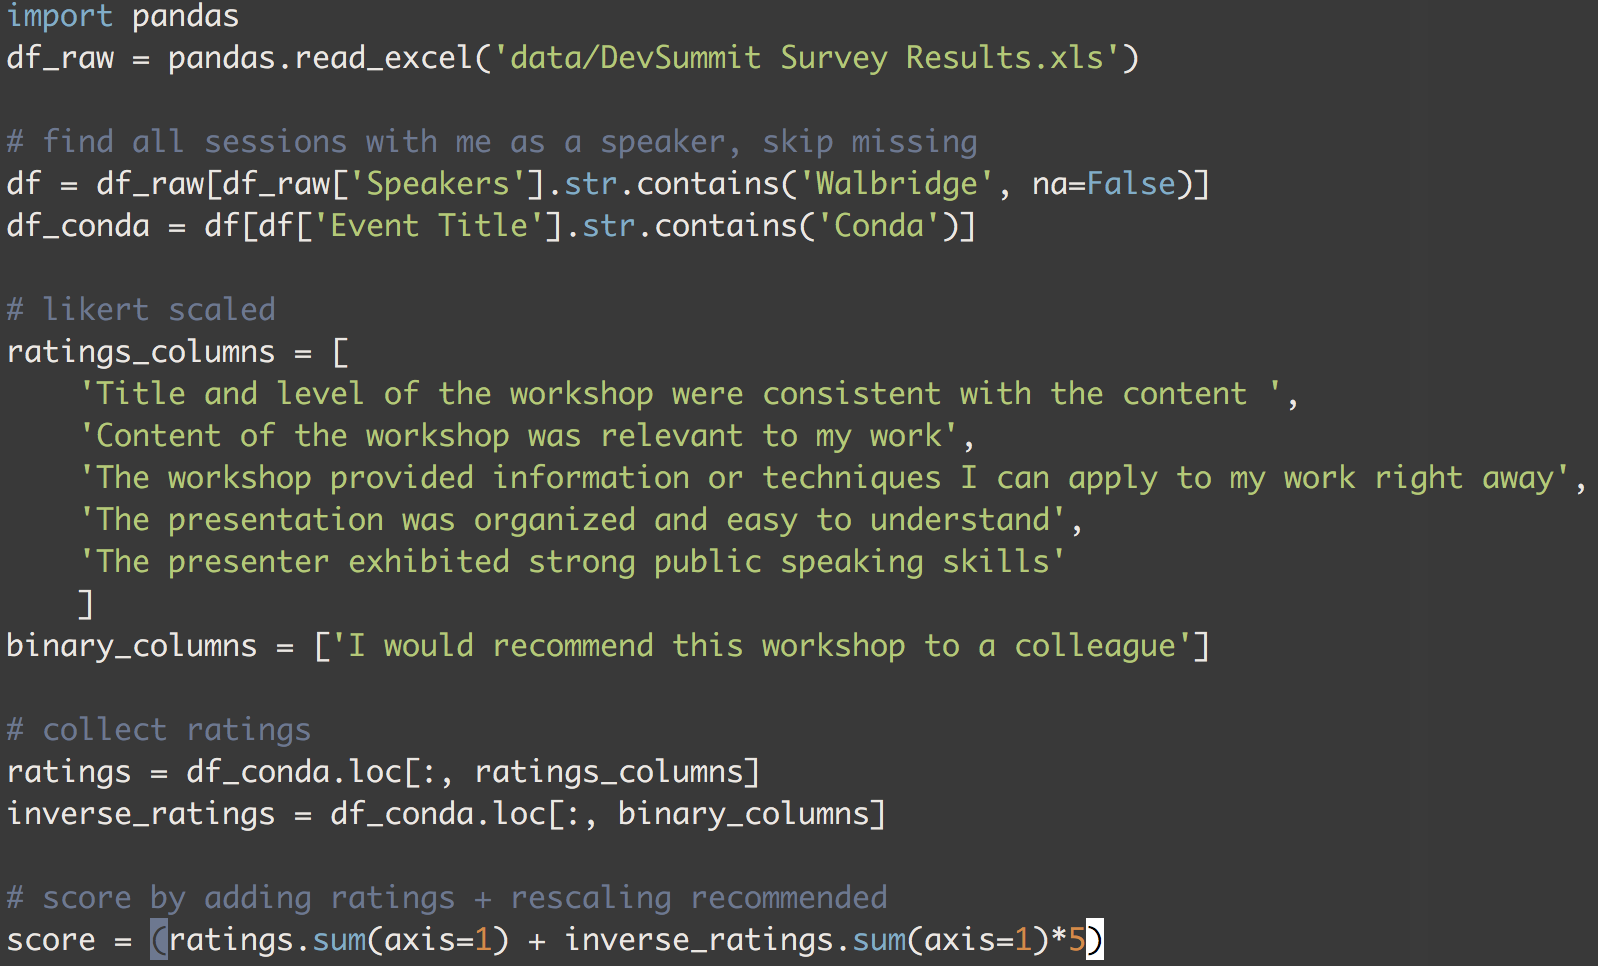 import pandas
df_raw = pandas.read_excel('data/DevSummit Survey Results.xls')

# find all sessions with me as a speaker, skip missing
df = df_raw[df_raw['Speakers'].str.contains('Walbridge', na=False)]
df_conda = df[df['Event Title'].str.contains('Conda')]

# likert scaled
ratings_columns = [
    'Title and level of the workshop were consistent with the content ',
    'Content of the workshop was relevant to my work',
    'The workshop provided information or techniques I can apply to my work right away',
    'The presentation was organized and easy to understand',
    'The presenter exhibited strong public speaking skills'
    ]
binary_columns = ['I would recommend this workshop to a colleague']

# collect ratings
ratings = df_conda.loc[:, ratings_columns]
inverse_ratings = df_conda.loc[:, binary_columns]

# score by adding ratings + rescaling recommended
score = (ratings.sum(axis=1) + inverse_ratings.sum(axis=1)*5)